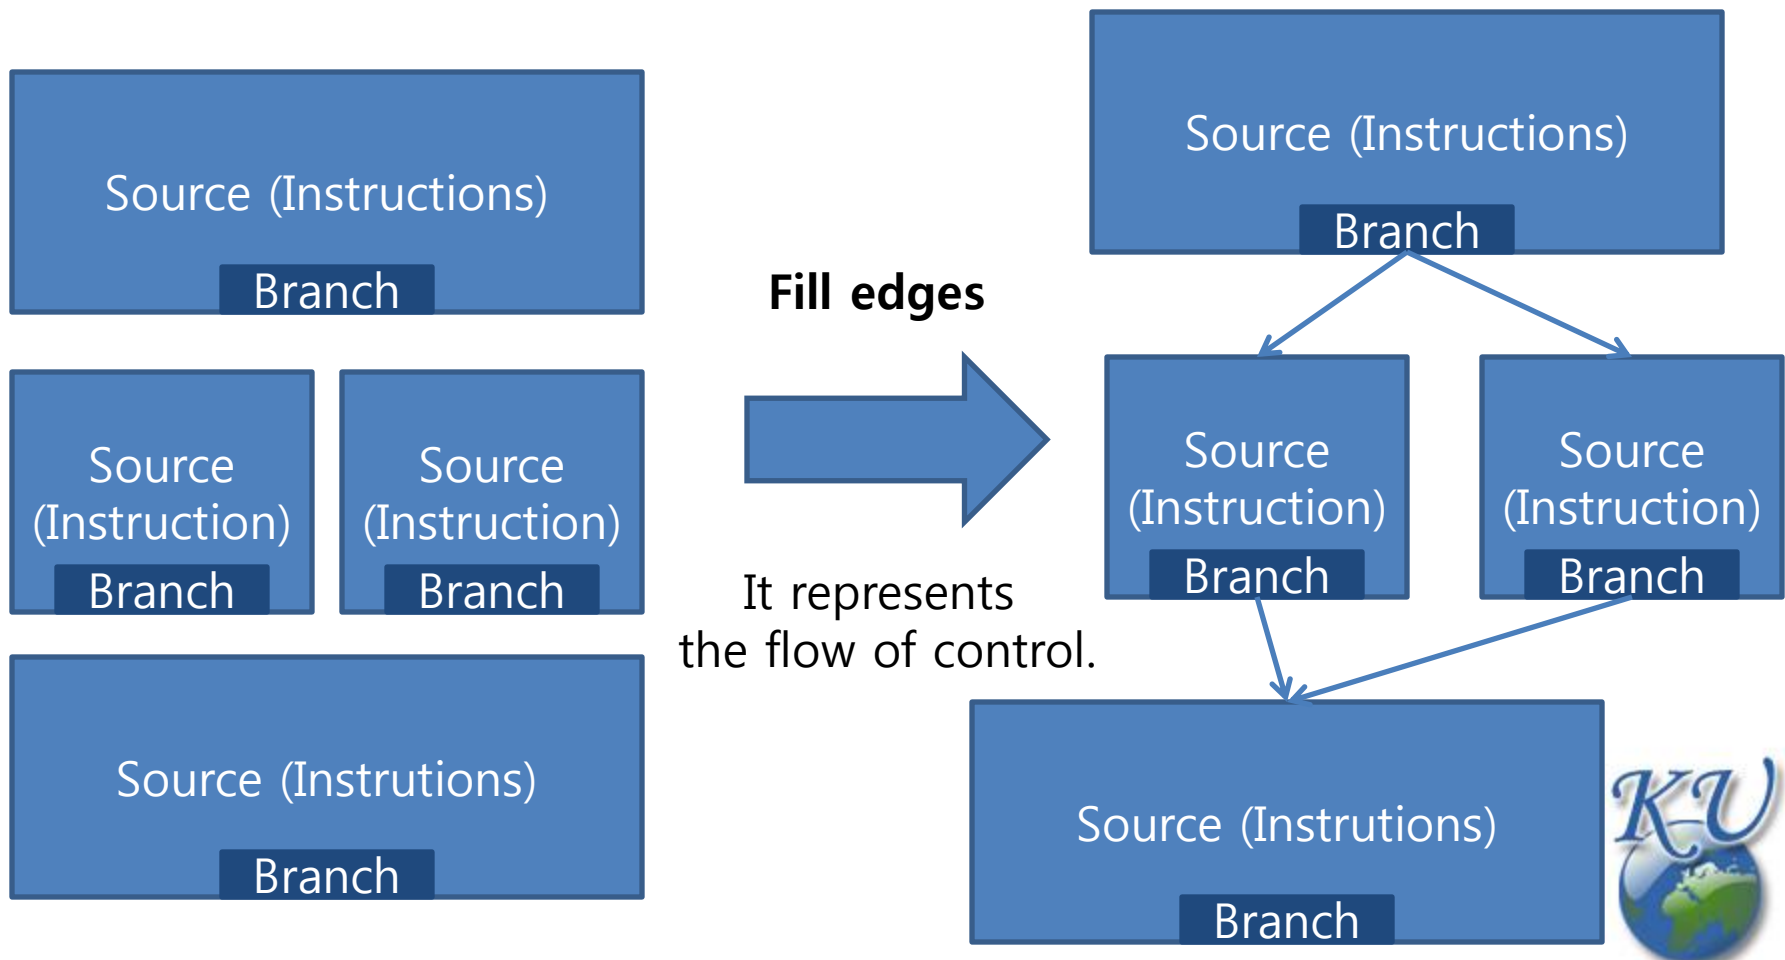 Source (Instructions)
Branch
Source
(Instruction)
Branch
Source
(Instruction)
Branch
Source (Instrutions)
Branch
Fill edges
It represents
the flow of control.
Source (Instructions)
Branch
Source
(Instruction)
Branch
Source
(Instruction)
Branch
Source (Instrutions)
Branch
KU